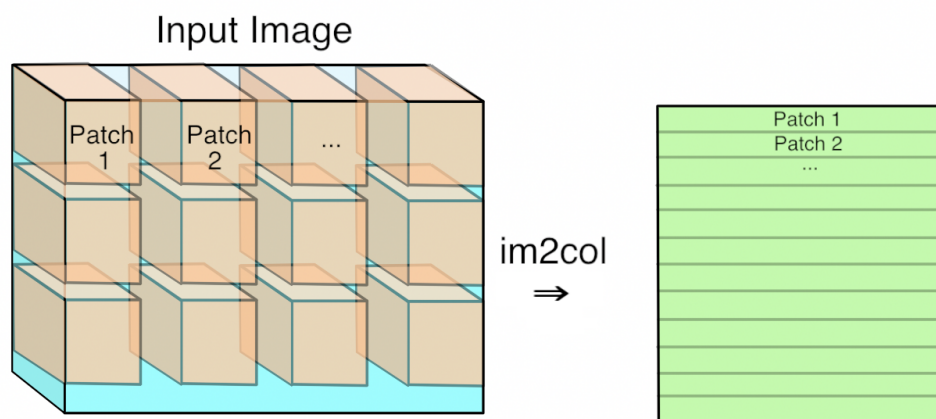 Input Image
Patch
1
Patch
2
...
im2col
⇒
Patch 1
Patch 2
...